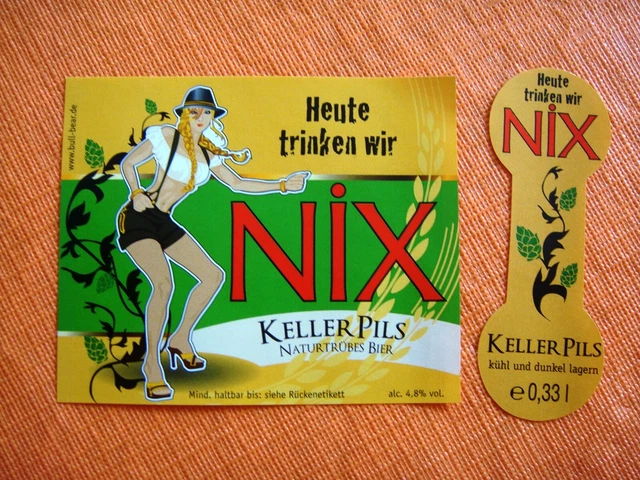 www.bull-bear.de
Heute
trinken wir
NiX
KELLERPILS
NATURTRÜBES BIER
Mind. haltbar bis: siehe Rückenetikett
alc. 4,8% vol.
Heute
trinken wir
NiX
KELLERPILS
kühl und dunkel lagern
℮ 0,33 l